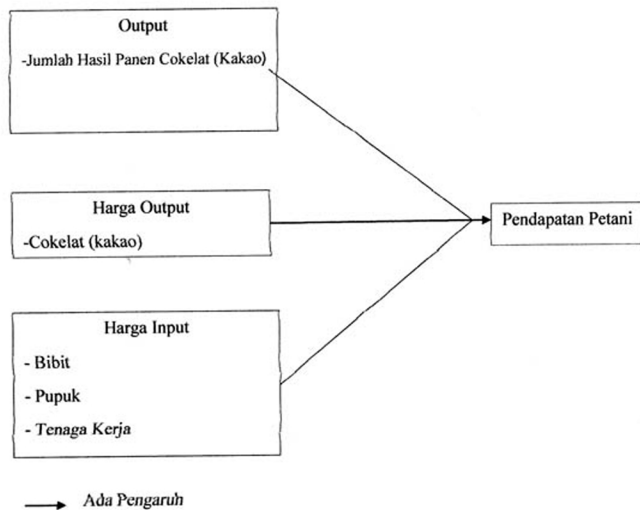 Output
-Jumlah Hasil Panen Cokelat (Kakao)
Harga Output
-Cokelat (kakao)
Pendapatan Petani
Harga Input
- Bibit
- Pupuk
- Tenaga Kerja
Ada Pengaruh